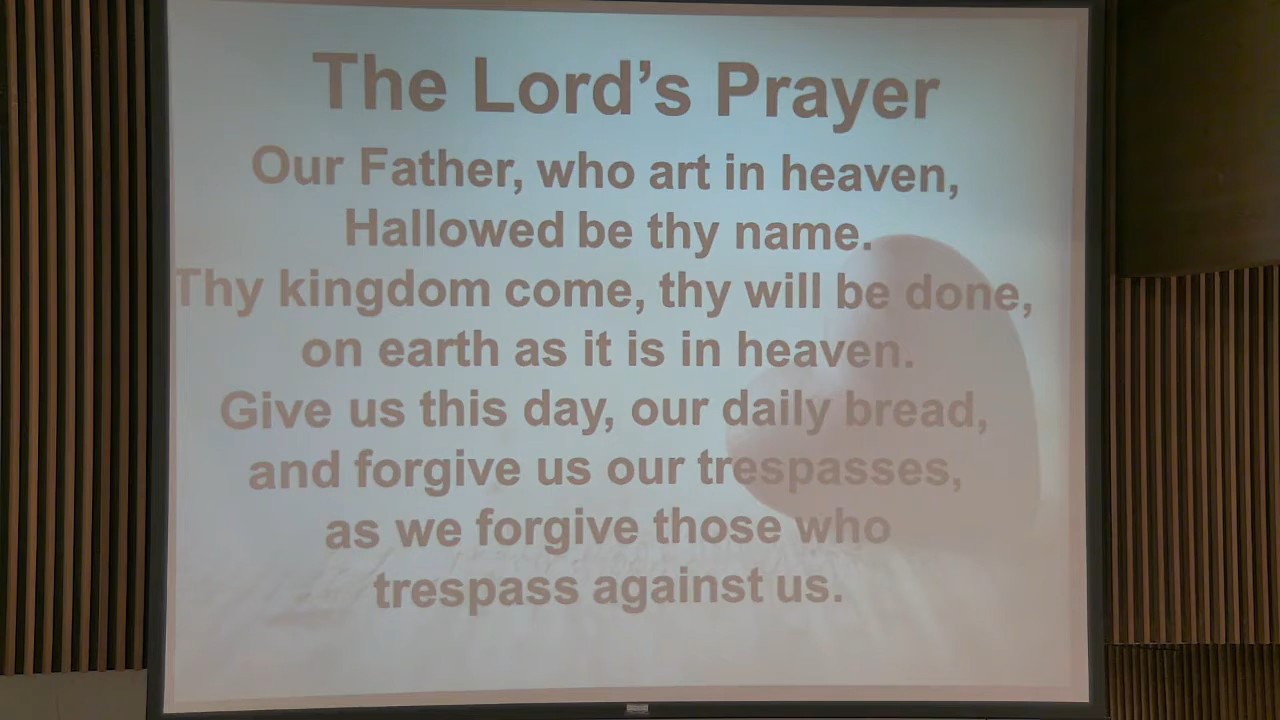 The Lord’s Prayer
Our Father, who art in heaven,
Hallowed be thy name.
Thy kingdom come, thy will be done,
on earth as it is in heaven.
Give us this day, our daily bread,
and forgive us our trespasses,
as we forgive those who
trespass against us.